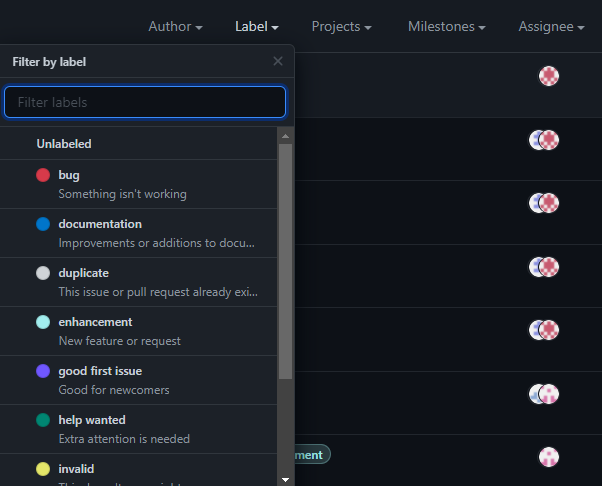 Author Label Projects Milestones Assignee
Filter by label
Filter labels
Unlabeled
bug
Something isn't working
documentation
Improvements or additions to docu...
duplicate
This issue or pull request already exi...
enhancement
New feature or request
good first issue
Good for newcomers
help wanted
Extra attention is needed
ment
invalid